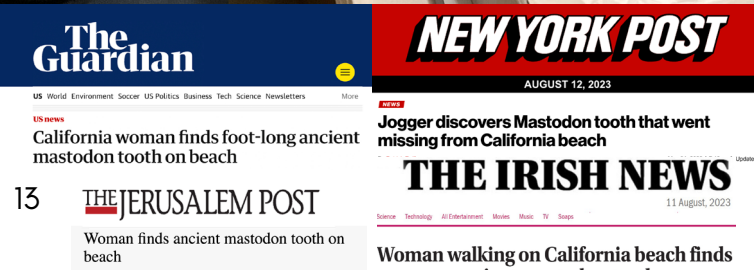 The
Guardian
US World Environment Soccer US Politics Business Tech Science Newsletters More
US news
California woman finds foot-long ancient
mastodon tooth on beach
13
THE JERUSALEM POST
Woman finds ancient mastodon tooth on
beach
NEW YORK POST
AUGUST 12, 2023
NEWS
Jogger discovers Mastodon tooth that went
missing from California beach
Update
THE IRISH NEWS
11 August, 2023
Science Technology All Entertainment Movies Music TV Soaps
Woman walking on California beach finds